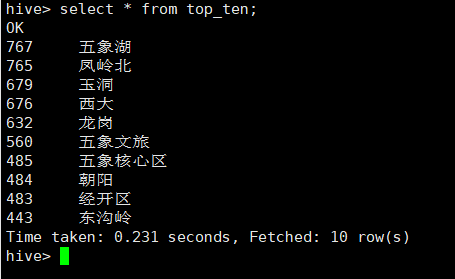 hive> select * from top_ten;
OK
767 五象湖
765 凤岭北
679 玉洞
676 西大
632 龙岗
560 五象文旅
485 五象核心区
484 朝阳
483 经开区
443 东沟岭
Time taken: 0.231 seconds, Fetched: 10 row(s)
hive>